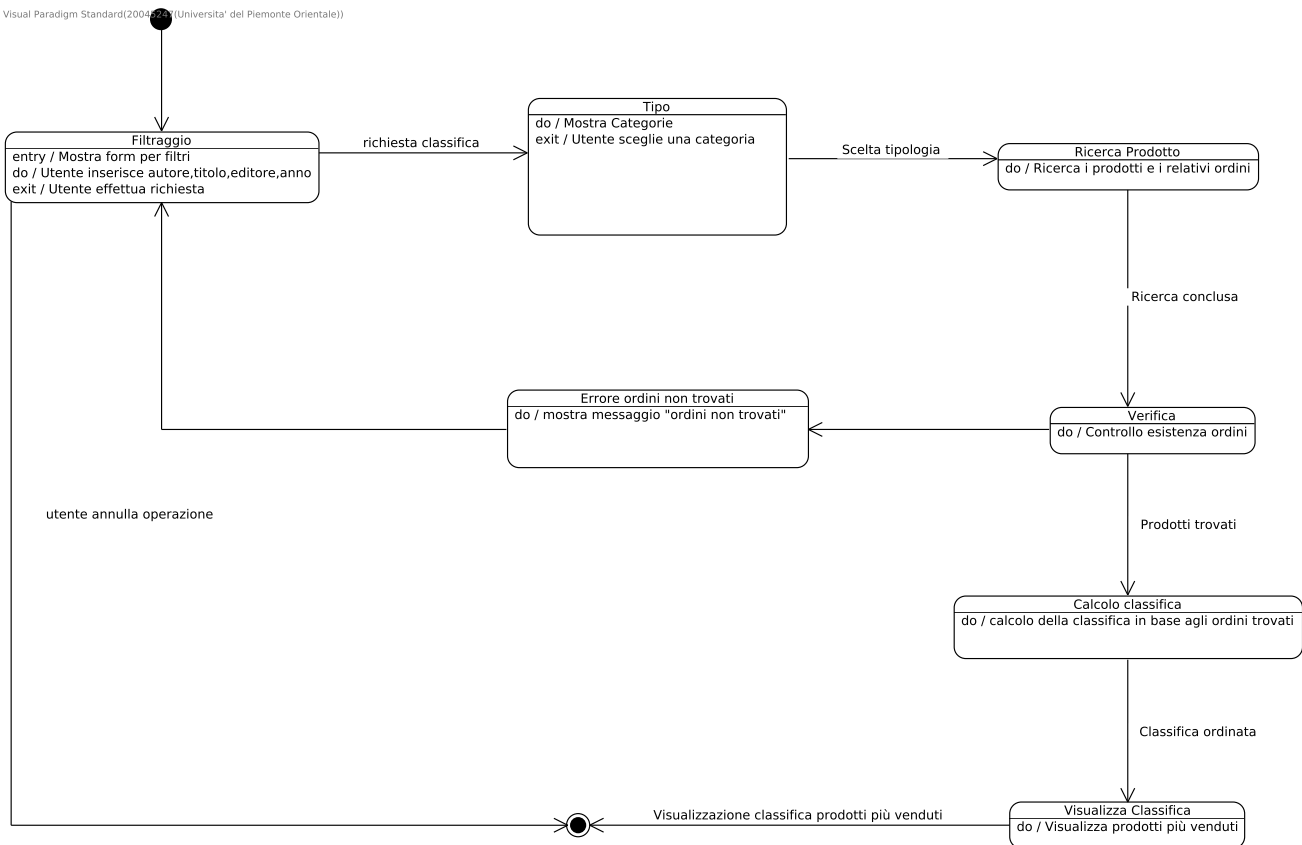 Visual Paradigm Standard(20045247(Universita' del Piemonte Orientale))
Filtraggio
entry / Mostra form per filtri
do / Utente inserisce autore,titolo,editore,anno
exit / Utente effettua richiesta
richiesta classifica
Tipo
do / Mostra Categorie
exit / Utente sceglie una categoria
Scelta tipologia
Ricerca Prodotto
do / Ricerca i prodotti e i relativi ordini
Ricerca conclusa
Errore ordini non trovati
do / mostra messaggio "ordini non trovati"
Verifica
do / Controllo esistenza ordini
utente annulla operazione
Prodotti trovati
Calcolo classifica
do / calcolo della classifica in base agli ordini trovati
Classifica ordinata
Visualizzazione classifica prodotti più venduti
Visualizza Classifica
do / Visualizza prodotti più venduti